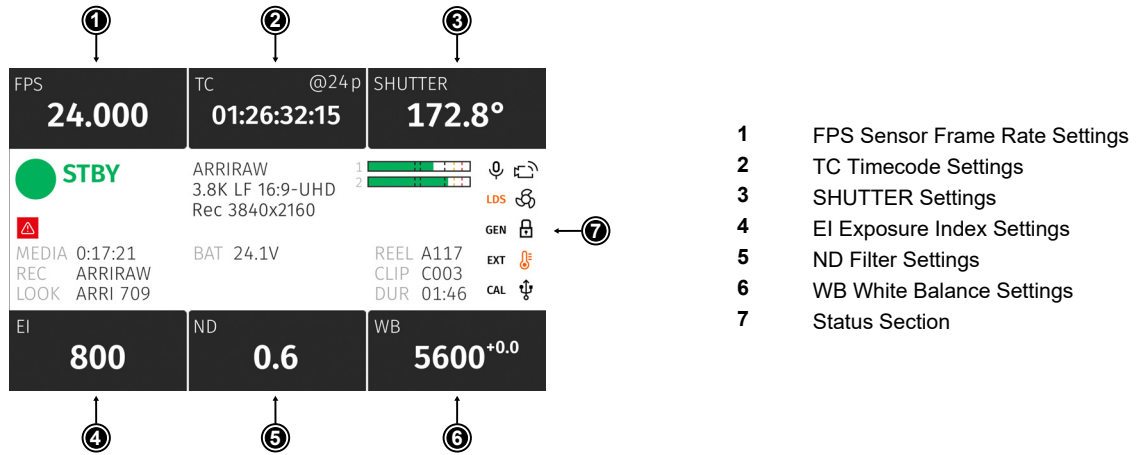 1 2 3
FPS TC @24p SHUTTER
24.000 01:26:32:15 172.8°
STBY
ARRIRAW
3.8K LF 16:9-UHD
Rec 3840x2160
1
2
LDS
GEN
EXT
CAL
7
MEDIA 0:17:21
REC ARRIRAW
LOOK ARRI 709
BAT 24.1V
REEL A117
CLIP C003
DUR 01:46
EI ND WB
800 0.6 5600+0.0
4 5 6
1 FPS Sensor Frame Rate Settings
2 TC Timecode Settings
3 SHUTTER Settings
4 EI Exposure Index Settings
5 ND Filter Settings
6 WB White Balance Settings
7 Status Section